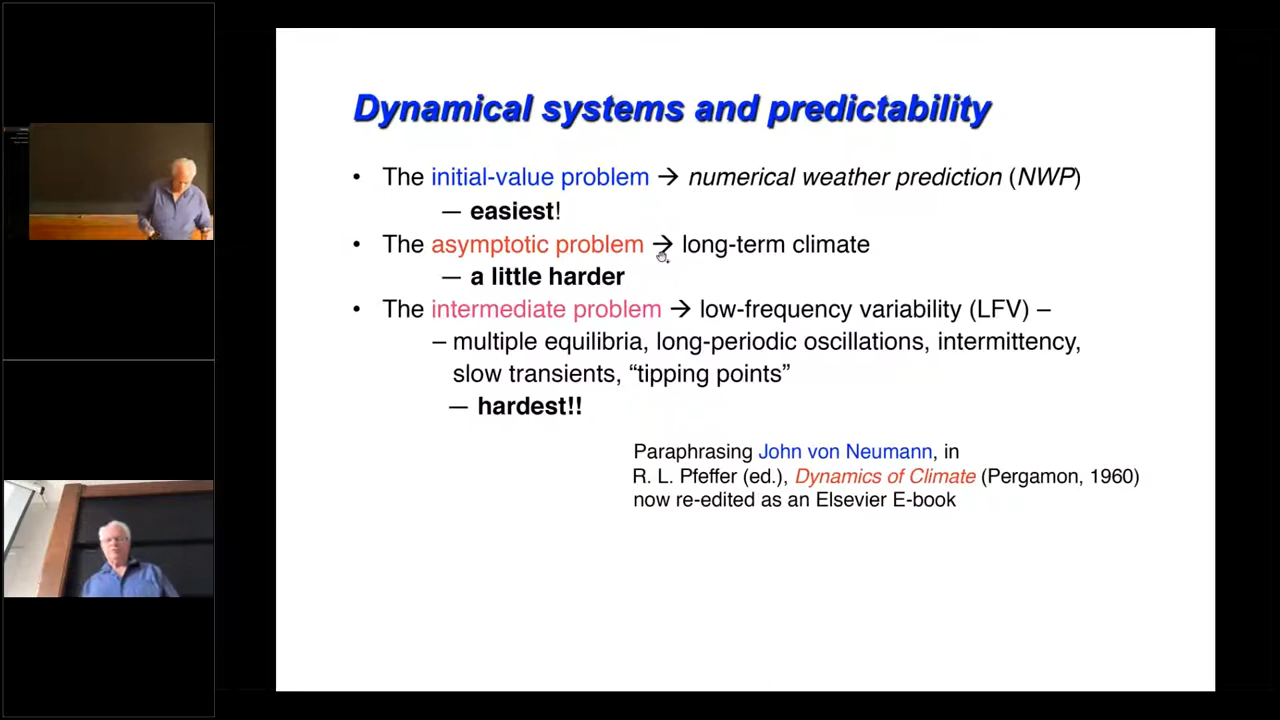 Dynamical systems and predictability
• The initial-value problem → numerical weather prediction (NWP)
— easiest!
• The asymptotic problem → long-term climate
— a little harder
• The intermediate problem → low-frequency variability (LFV) –
– multiple equilibria, long-periodic oscillations, intermittency,
slow transients, “tipping points”
— hardest!!
Paraphrasing John von Neumann, in
R. L. Pfeffer (ed.), Dynamics of Climate (Pergamon, 1960)
now re-edited as an Elsevier E-book